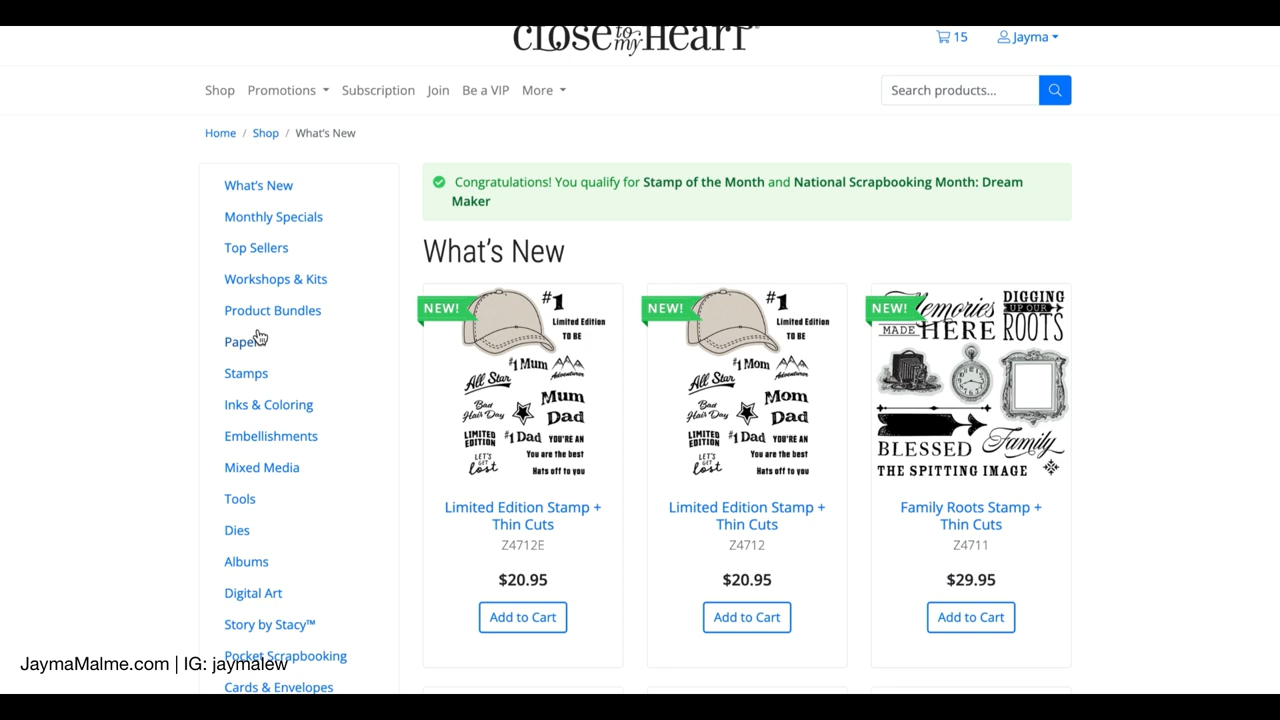 close to my HeArT®
15
Jayma
Shop Promotions Subscription Join Be a VIP More
Search products...
Home / Shop / What's New
What's New
Monthly Specials
Top Sellers
Workshops & Kits
Product Bundles
Paper
Stamps
Inks & Coloring
Embellishments
Mixed Media
Tools
Dies
Albums
Digital Art
Story by Stacy™
Pocket Scrapbooking
Cards & Envelopes
Congratulations! You qualify for Stamp of the Month and National Scrapbooking Month: Dream
Maker
What's New
NEW!
#1
Limited Edition
TO BE
#1 Mum
Adventurer
All Star
Bad
Hair Day
Mum
Dad
LIMITED
EDITION
#1 Dad
YOU'RE AN
LET'S
GET
lost
You are the best
Hats off to you
Limited Edition Stamp +
Thin Cuts
Z4712E
$20.95
Add to Cart
NEW!
#1
Limited Edition
TO BE
#1 Mom
Adventurer
All Star
Bad
Hair Day
Mom
Dad
LIMITED
EDITION
#1 Dad
YOU'RE AN
LET'S
GET
lost
You are the best
Hats off to you
Limited Edition Stamp +
Thin Cuts
Z4712
$20.95
Add to Cart
NEW!
Memories
MADE HERE
DIGGING
UP OUR
ROOTS
BLESSED
Family
THE SPITTING IMAGE
Family Roots Stamp +
Thin Cuts
Z4711
$29.95
Add to Cart
JaymaMalme.com | IG: jaymalew